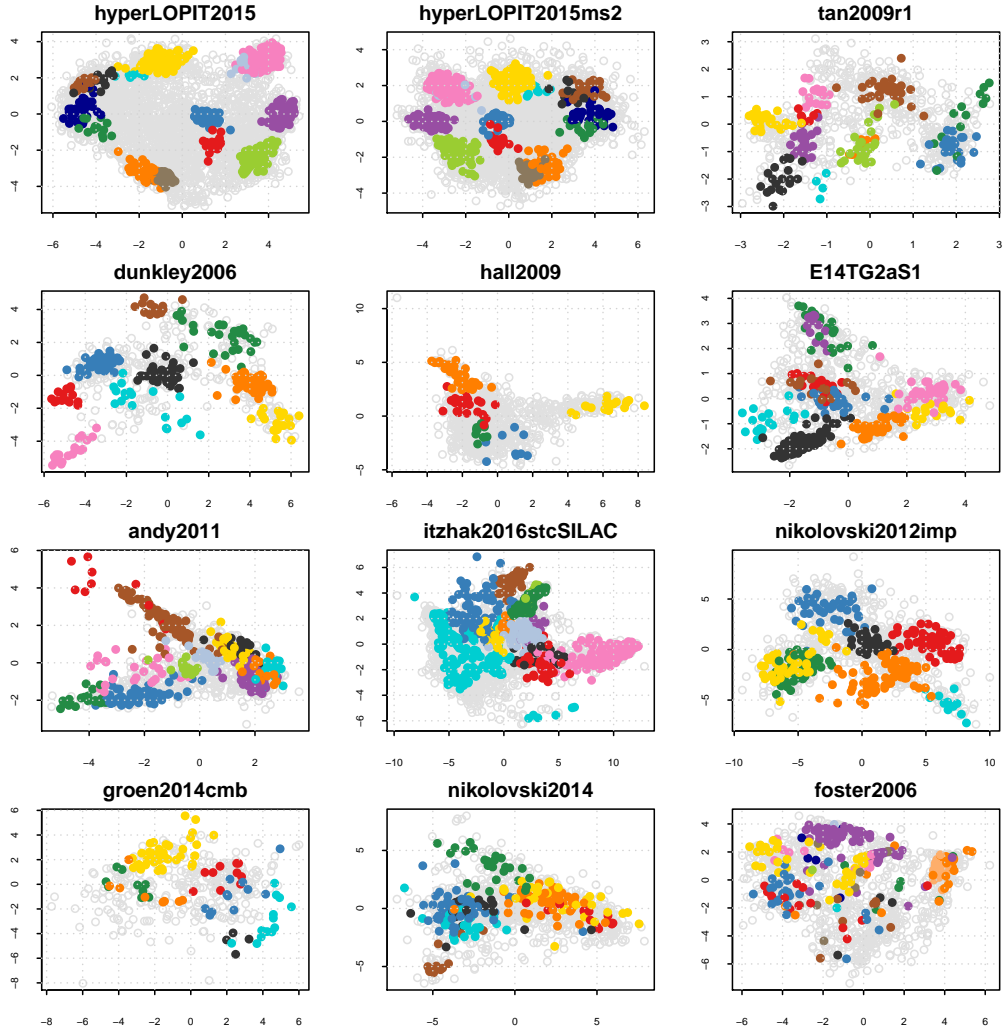 hyperLOPIT2015
4
2
0
−2
−4
−6 −4 −2 0 2 4
hyperLOPIT2015ms2
4
2
0
−2
−4
−4 −2 0 2 4 6
tan2009r1
3
2
1
0
−1
−2
−3
−3 −2 −1 0 1 2 3
dunkley2006
4
2
0
−2
−4
−6 −4 −2 0 2 4 6
hall2009
10
5
0
−5
−6 −4 −2 0 2 4 6 8
E14TG2aS1
4
3
2
1
0
−1
−2
−2 0 2 4
andy2011
6
4
2
0
−2
−4 −2 0 2
itzhak2016stcSILAC
6
4
2
0
−2
−4
−6
−10 −5 0 5 10
nikolovski2012imp
5
0
−5
−10 −5 0 5 10
groen2014cmb
6
4
2
0
−2
−4
−6
−8
−8 −6 −4 −2 0 2 4 6
nikolovski2014
5
0
−5
−5 0 5
foster2006
4
2
0
−2
−4
−6
−6 −4 −2 0 2 4 6